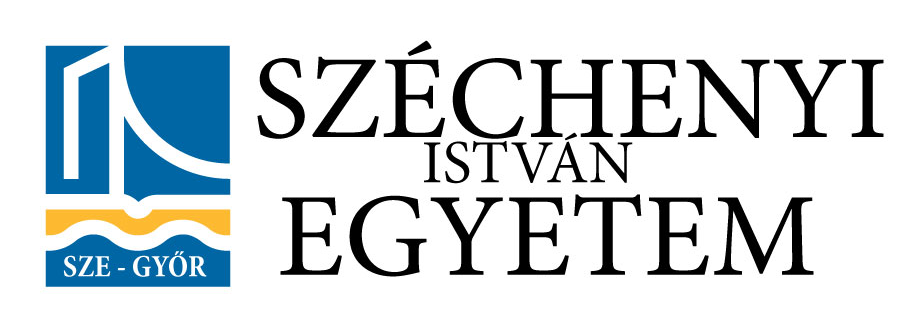 SZÉCHENYI
ISTVÁN
EGYETEM
SZE - GYŐR